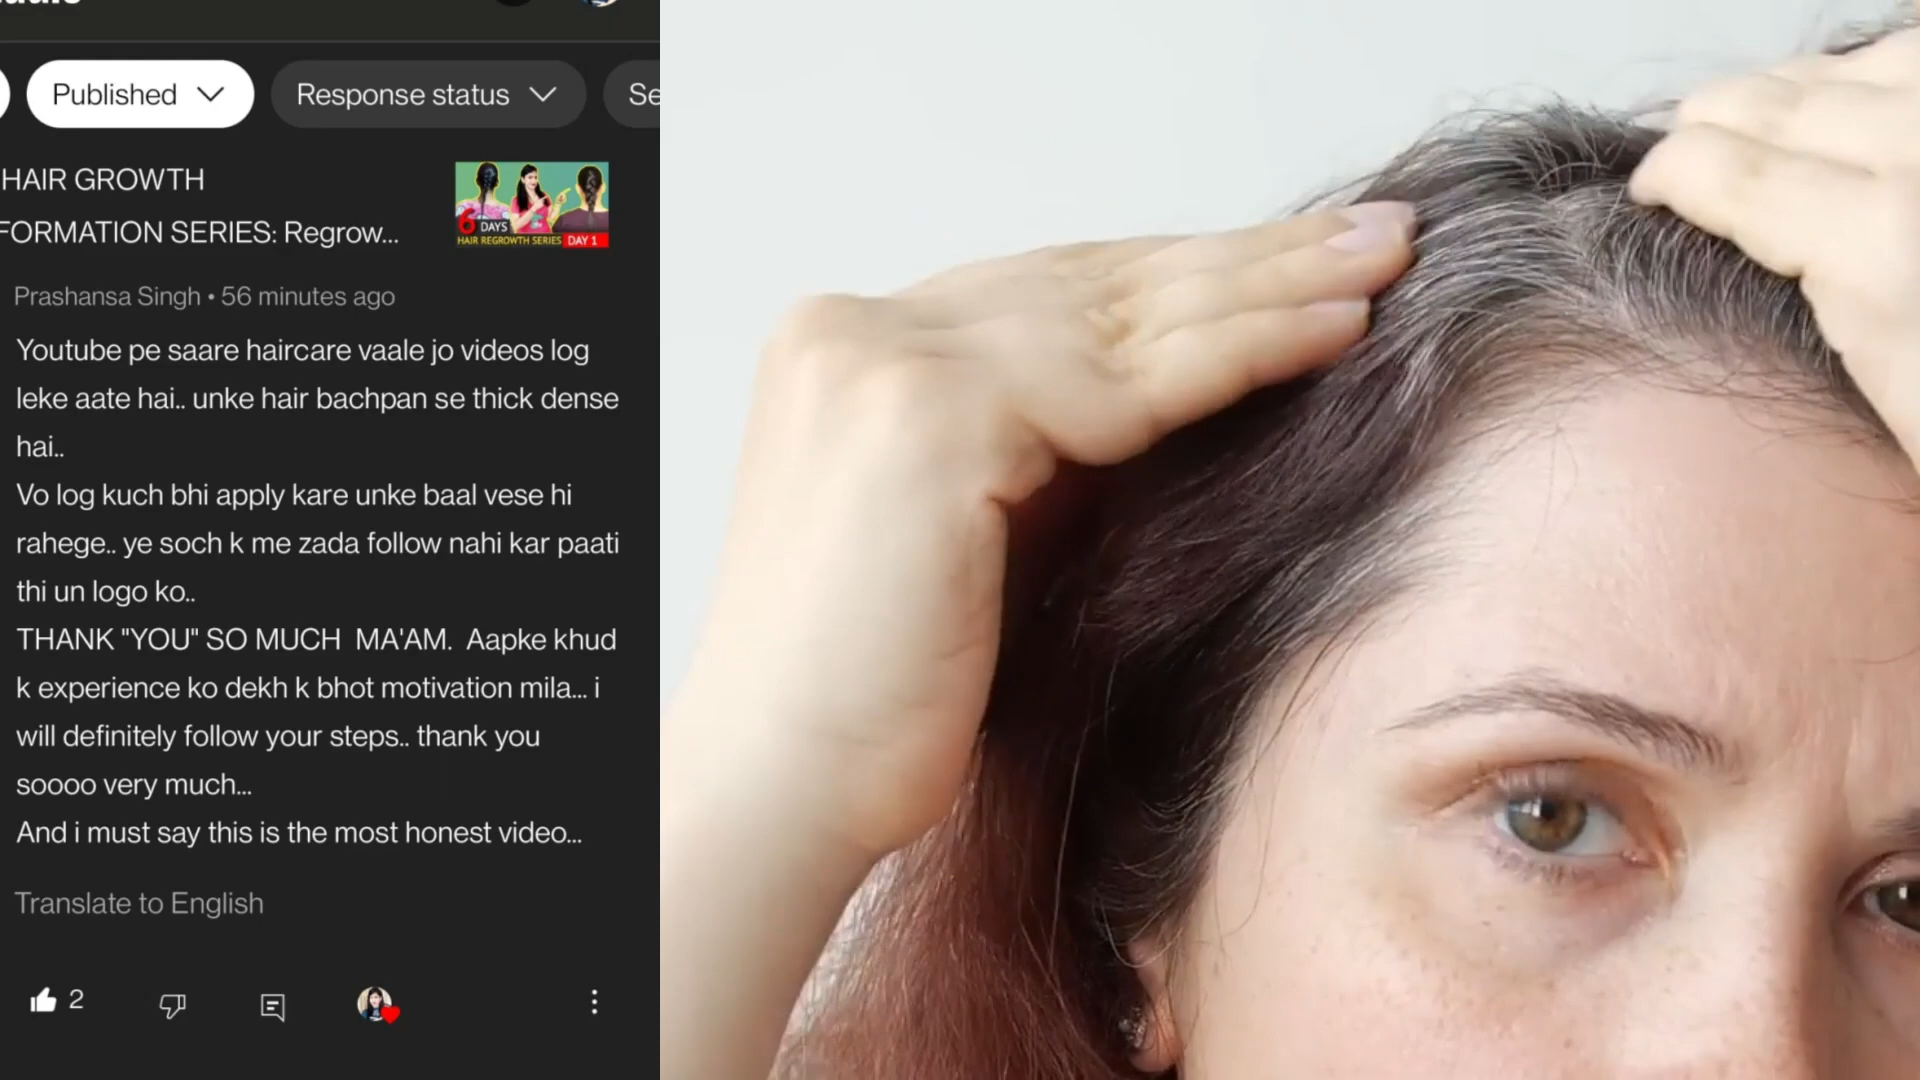 Published
Response status
Se
HAIR GROWTH
FORMATION SERIES: Regrow...
6 DAYS
HAIR REGROWTH SERIES DAY 1
Prashansa Singh • 56 minutes ago
Youtube pe saare haircare vaale jo videos log
leke aate hai.. unke hair bachpan se thick dense
hai..
Vo log kuch bhi apply kare unke baal vese hi
rahege.. ye soch k me zada follow nahi kar paati
thi un logo ko..
THANK "YOU" SO MUCH  MA'AM.  Aapke khud
k experience ko dekh k bhot motivation mila... i
will definitely follow your steps.. thank you
soooo very much...
And i must say this is the most honest video...
Translate to English
2